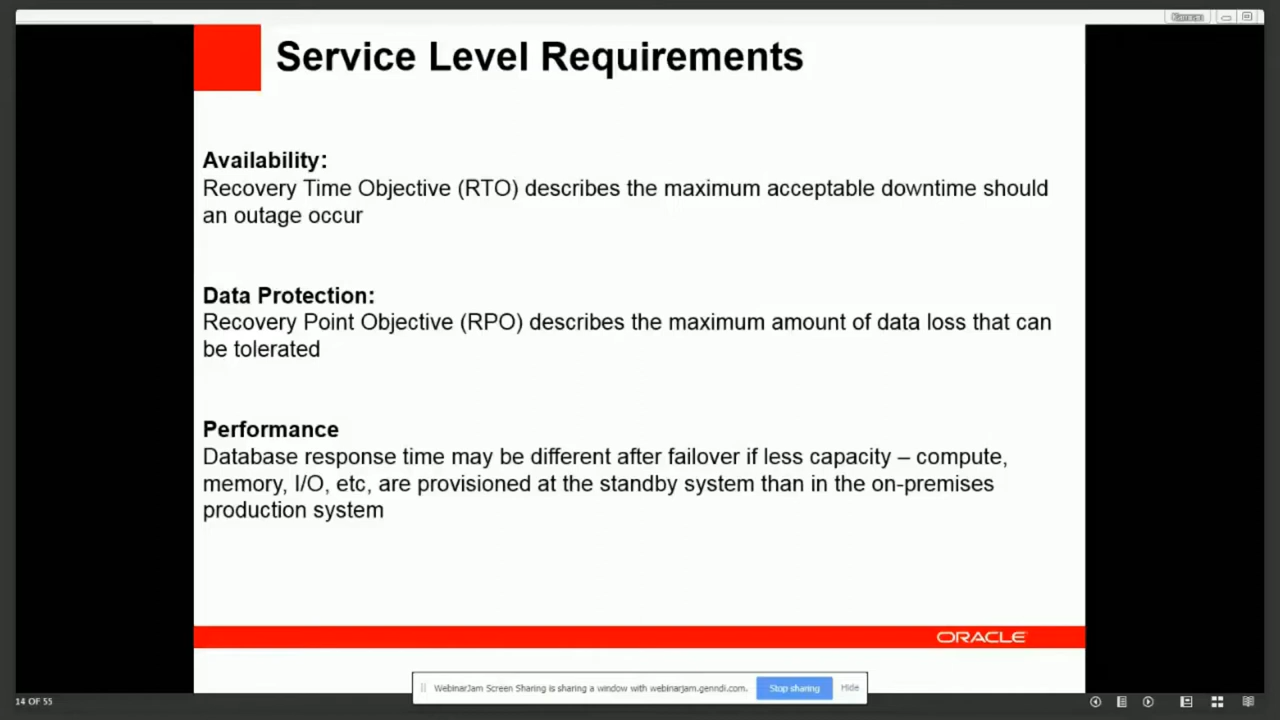 Service Level Requirements
Availability:
Recovery Time Objective (RTO) describes the maximum acceptable downtime should
an outage occur
Data Protection:
Recovery Point Objective (RPO) describes the maximum amount of data loss that can
be tolerated
Performance
Database response time may be different after failover if less capacity – compute,
memory, I/O, etc, are provisioned at the standby system than in the on-premises
production system
ORACLE
WebinarJam Screen Sharing is sharing a window with webinarjam.genndi.com.
Stop sharing
Hide
14 OF 55